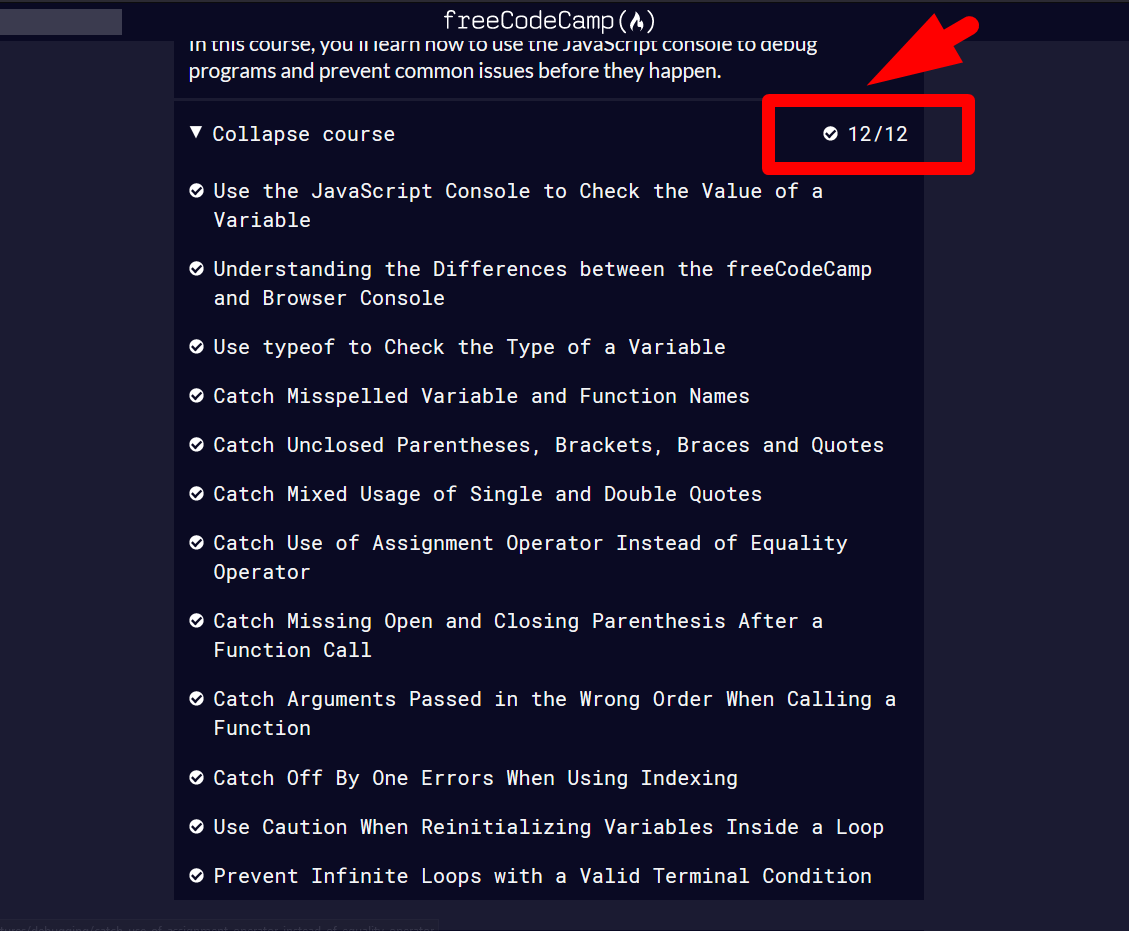 freeCodeCamp
In this course, you'll learn how to use the JavaScript console to debug
programs and prevent common issues before they happen.
Collapse course
12/12
Use the JavaScript Console to Check the Value of a
Variable
Understanding the Differences between the freeCodeCamp
and Browser Console
Use typeof to Check the Type of a Variable
Catch Misspelled Variable and Function Names
Catch Unclosed Parentheses, Brackets, Braces and Quotes
Catch Mixed Usage of Single and Double Quotes
Catch Use of Assignment Operator Instead of Equality
Operator
Catch Missing Open and Closing Parenthesis After a
Function Call
Catch Arguments Passed in the Wrong Order When Calling a
Function
Catch Off By One Errors When Using Indexing
Use Caution When Reinitializing Variables Inside a Loop
Prevent Infinite Loops with a Valid Terminal Condition